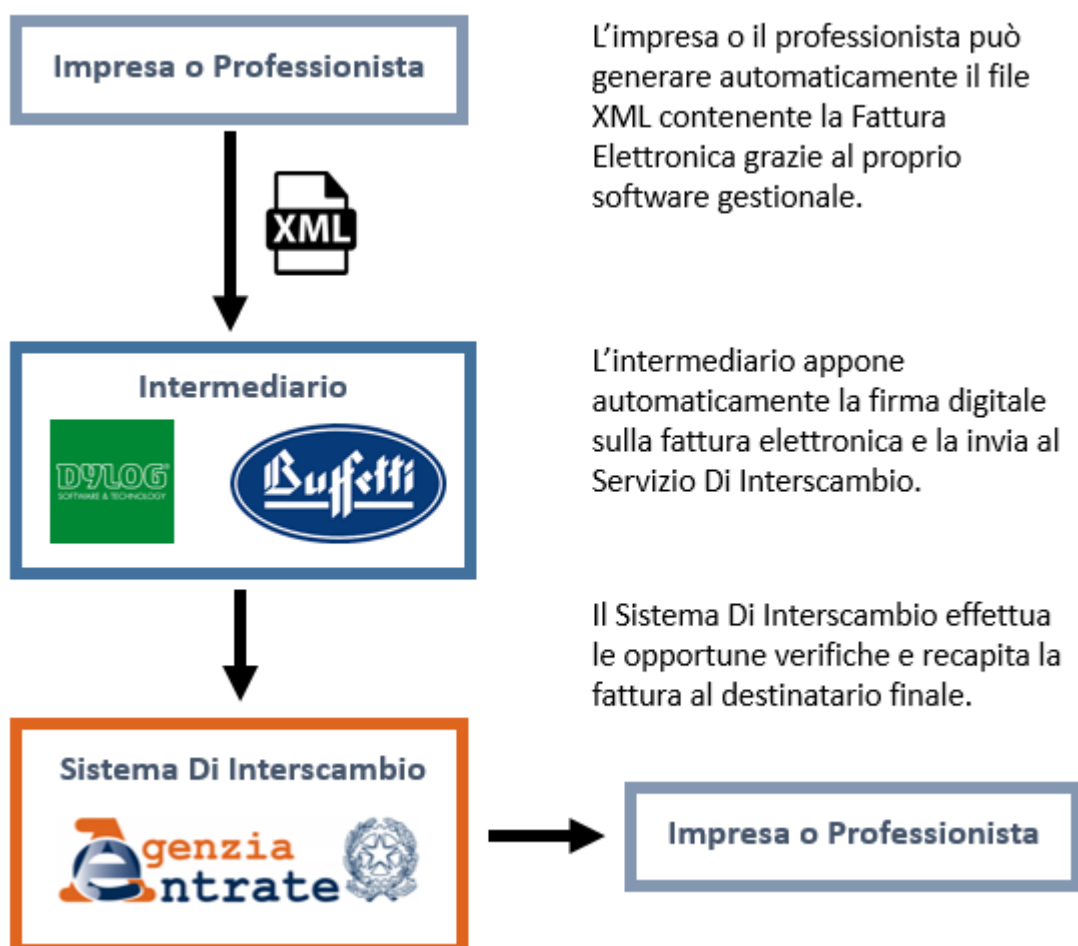 Impresa o Professionista
L'impresa o il professionista può
generare automaticamente il file
XML contenente la Fattura
Elettronica grazie al proprio
software gestionale.
XML
Intermediario
DYLOG
SOFTWARE & TECHNOLOGY
Buffetti
L'intermediario appone
automaticamente la firma digitale
sulla fattura elettronica e la invia al
Servizio Di Interscambio.
Il Sistema Di Interscambio effettua
le opportune verifiche e recapita la
fattura al destinatario finale.
Sistema Di Interscambio
Agenzia
Entrate
Impresa o Professionista